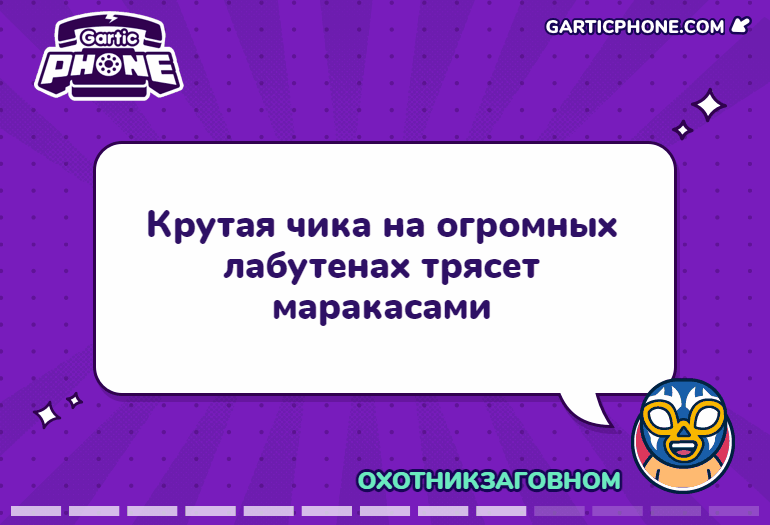 Gartic
PHONE
GARTICPHONE.COM
Крутая чика на огромных
лабутенах трясет
маракасами
ОХОТНИКЗАГОВНОМ